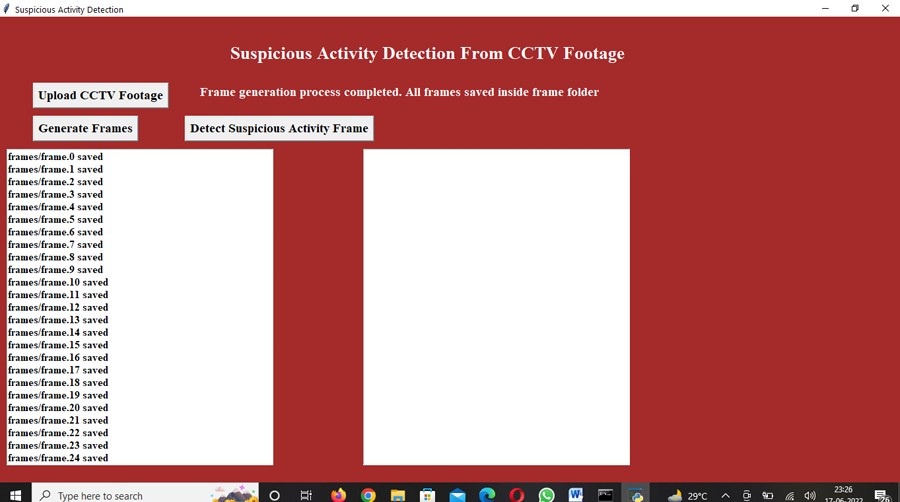 Suspicious Activity Detection
Suspicious Activity Detection From CCTV Footage
Upload CCTV Footage
Frame generation process completed. All frames saved inside frame folder
Generate Frames
Detect Suspicious Activity Frame
frames/frame.0 saved
frames/frame.1 saved
frames/frame.2 saved
frames/frame.3 saved
frames/frame.4 saved
frames/frame.5 saved
frames/frame.6 saved
frames/frame.7 saved
frames/frame.8 saved
frames/frame.9 saved
frames/frame.10 saved
frames/frame.11 saved
frames/frame.12 saved
frames/frame.13 saved
frames/frame.14 saved
frames/frame.15 saved
frames/frame.16 saved
frames/frame.17 saved
frames/frame.18 saved
frames/frame.19 saved
frames/frame.20 saved
frames/frame.21 saved
frames/frame.22 saved
frames/frame.23 saved
frames/frame.24 saved
Type here to search
29°C
23:26
17-06-2022
26